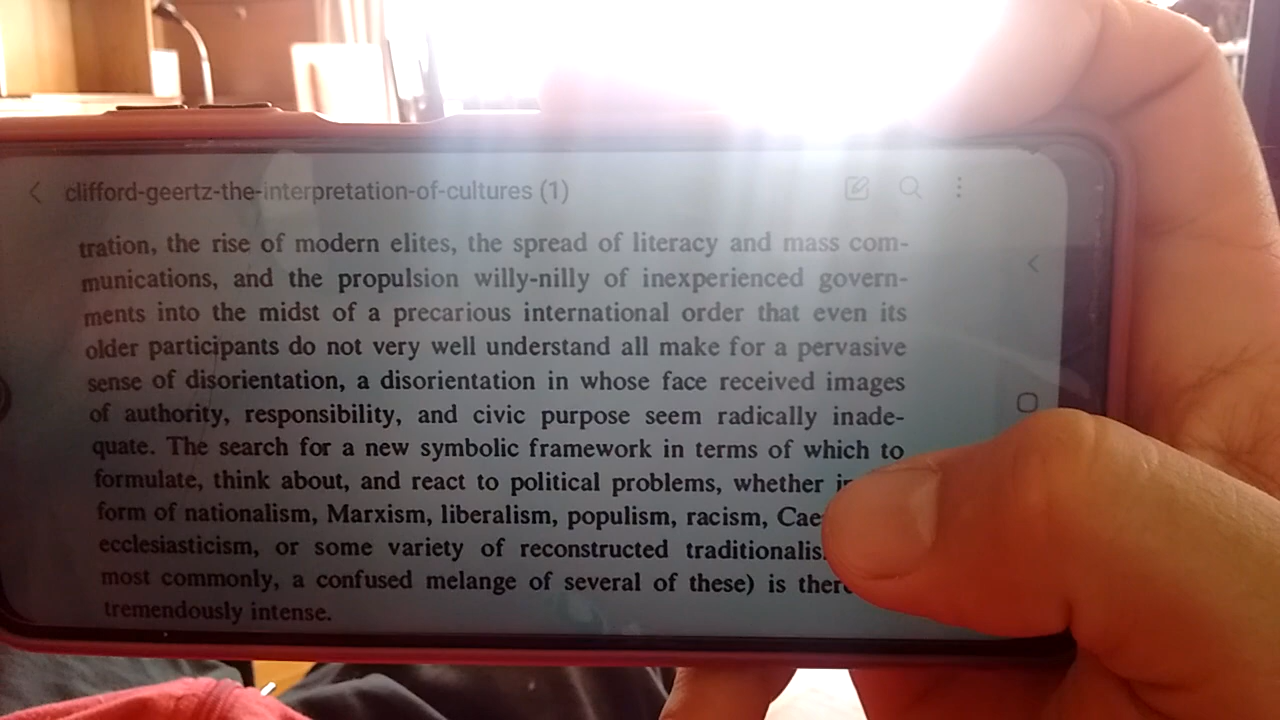 clifford-geertz-the-interpretation-of-cultures (1)
tration, the rise of modern elites, the spread of literacy and mass com-
munications, and the propulsion willy-nilly of inexperienced govern-
ments into the midst of a precarious international order that even its
older participants do not very well understand all make for a pervasive
sense of disorientation, a disorientation in whose face received images
of authority, responsibility, and civic purpose seem radically inade-
quate. The search for a new symbolic framework in terms of which to
formulate, think about, and react to political problems, whether
form of nationalism, Marxism, liberalism, populism, racism,
ecclesiasticism, or some variety of reconstructed
most commonly, a confused melange of several of these) is
tremendously intense.